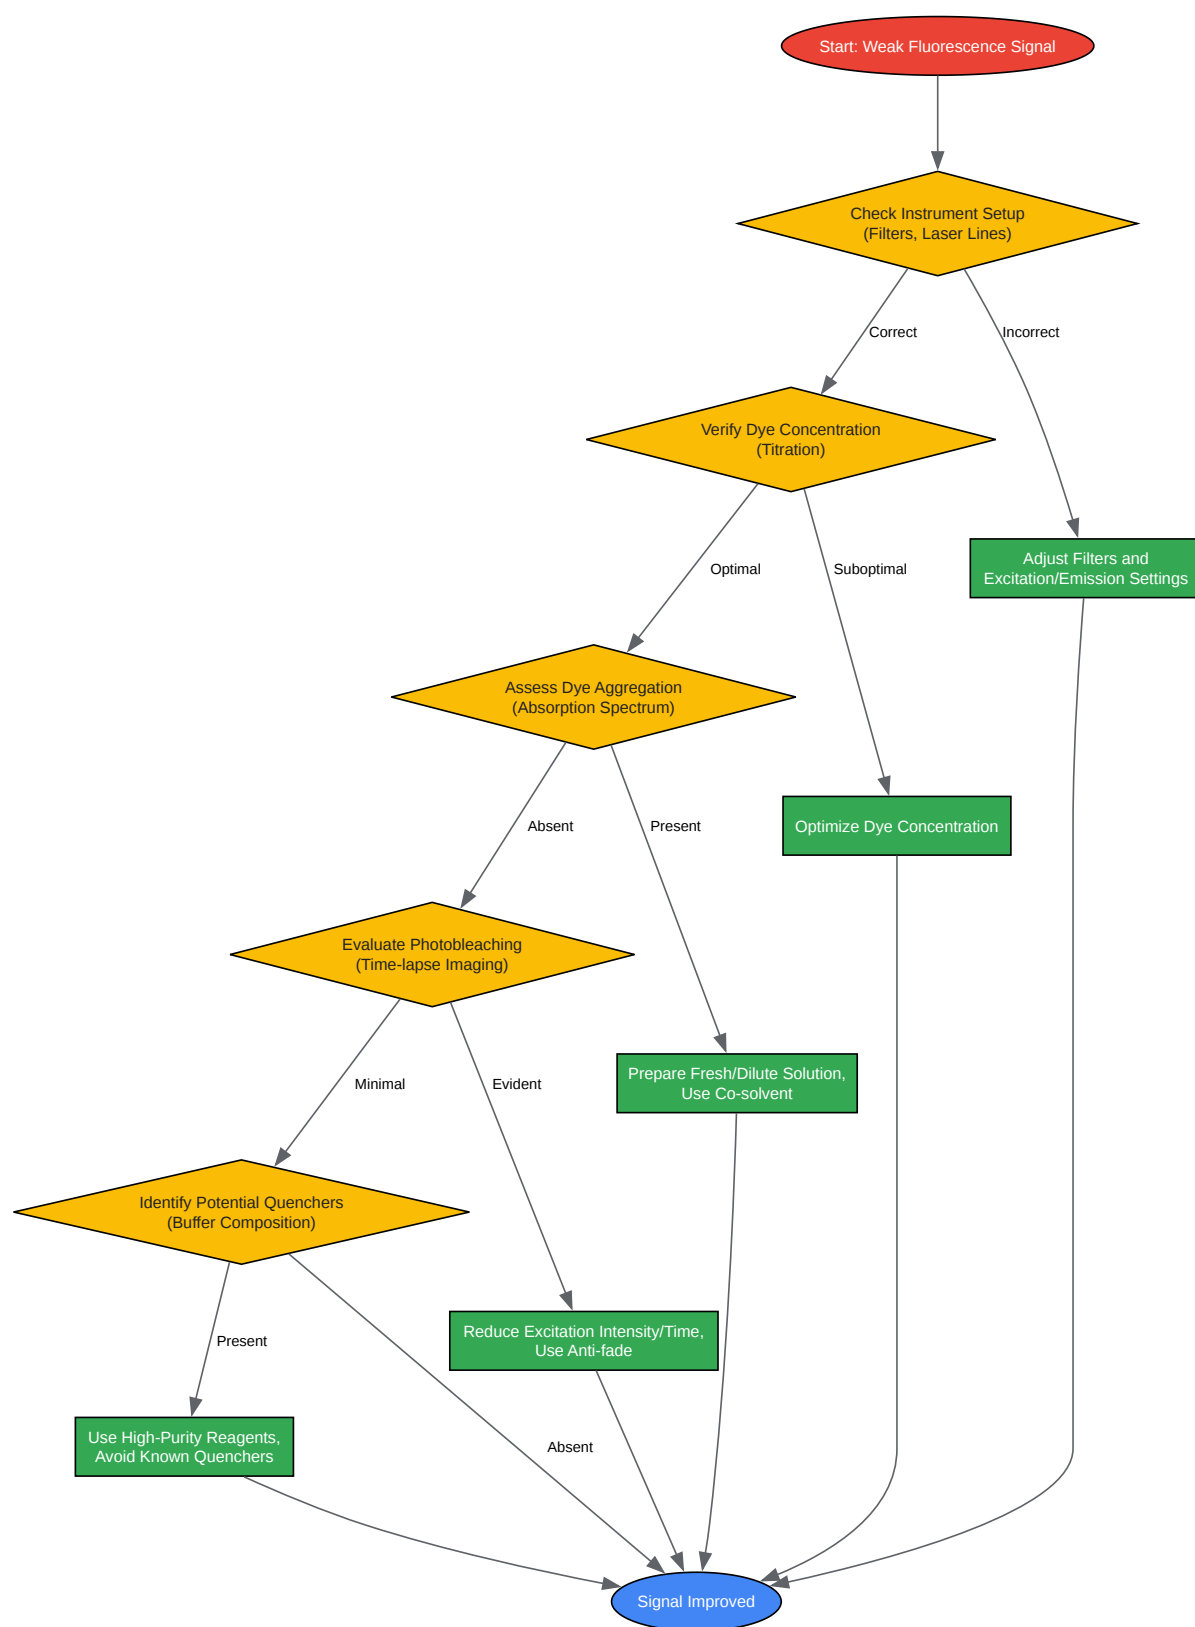 Start: Weak Fluorescence Signal
Check Instrument Setup
(Filters, Laser Lines)
Correct
Incorrect
Verify Dye Concentration
(Titration)
Optimal
Suboptimal
Adjust Filters and
Excitation/Emission Settings
Assess Dye Aggregation
(Absorption Spectrum)
Absent
Present
Optimize Dye Concentration
Evaluate Photobleaching
(Time-lapse Imaging)
Minimal
Evident
Prepare Fresh/Dilute Solution,
Use Co-solvent
Identify Potential Quenchers
(Buffer Composition)
Present
Reduce Excitation Intensity/Time,
Use Anti-fade
Absent
Use High-Purity Reagents,
Avoid Known Quenchers
Signal Improved